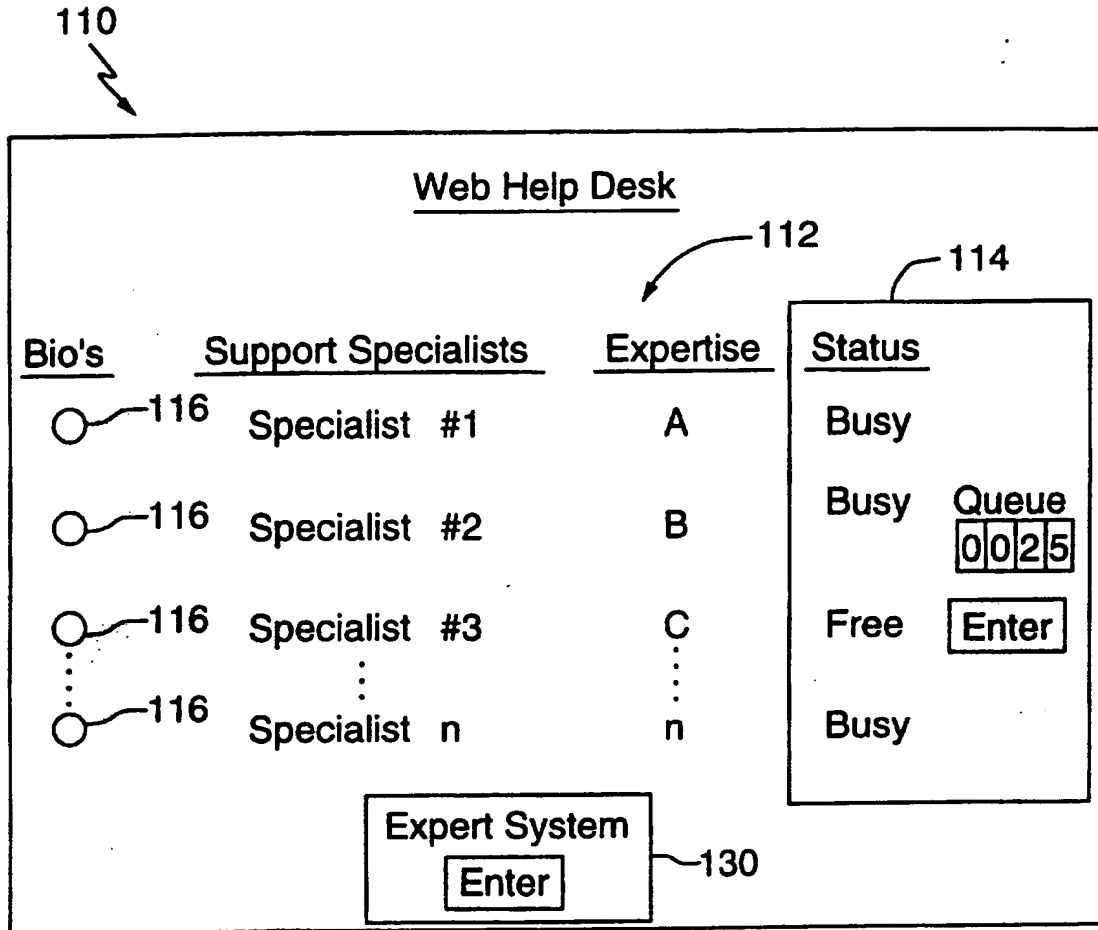 110
Web Help Desk
112
114
Bio's Support Specialists Expertise Status
116 Specialist #1 A Busy
116 Specialist #2 B Busy Queue
0025
116 Specialist #3 C Free Enter
116 Specialist n n Busy
Expert System
130
Enter